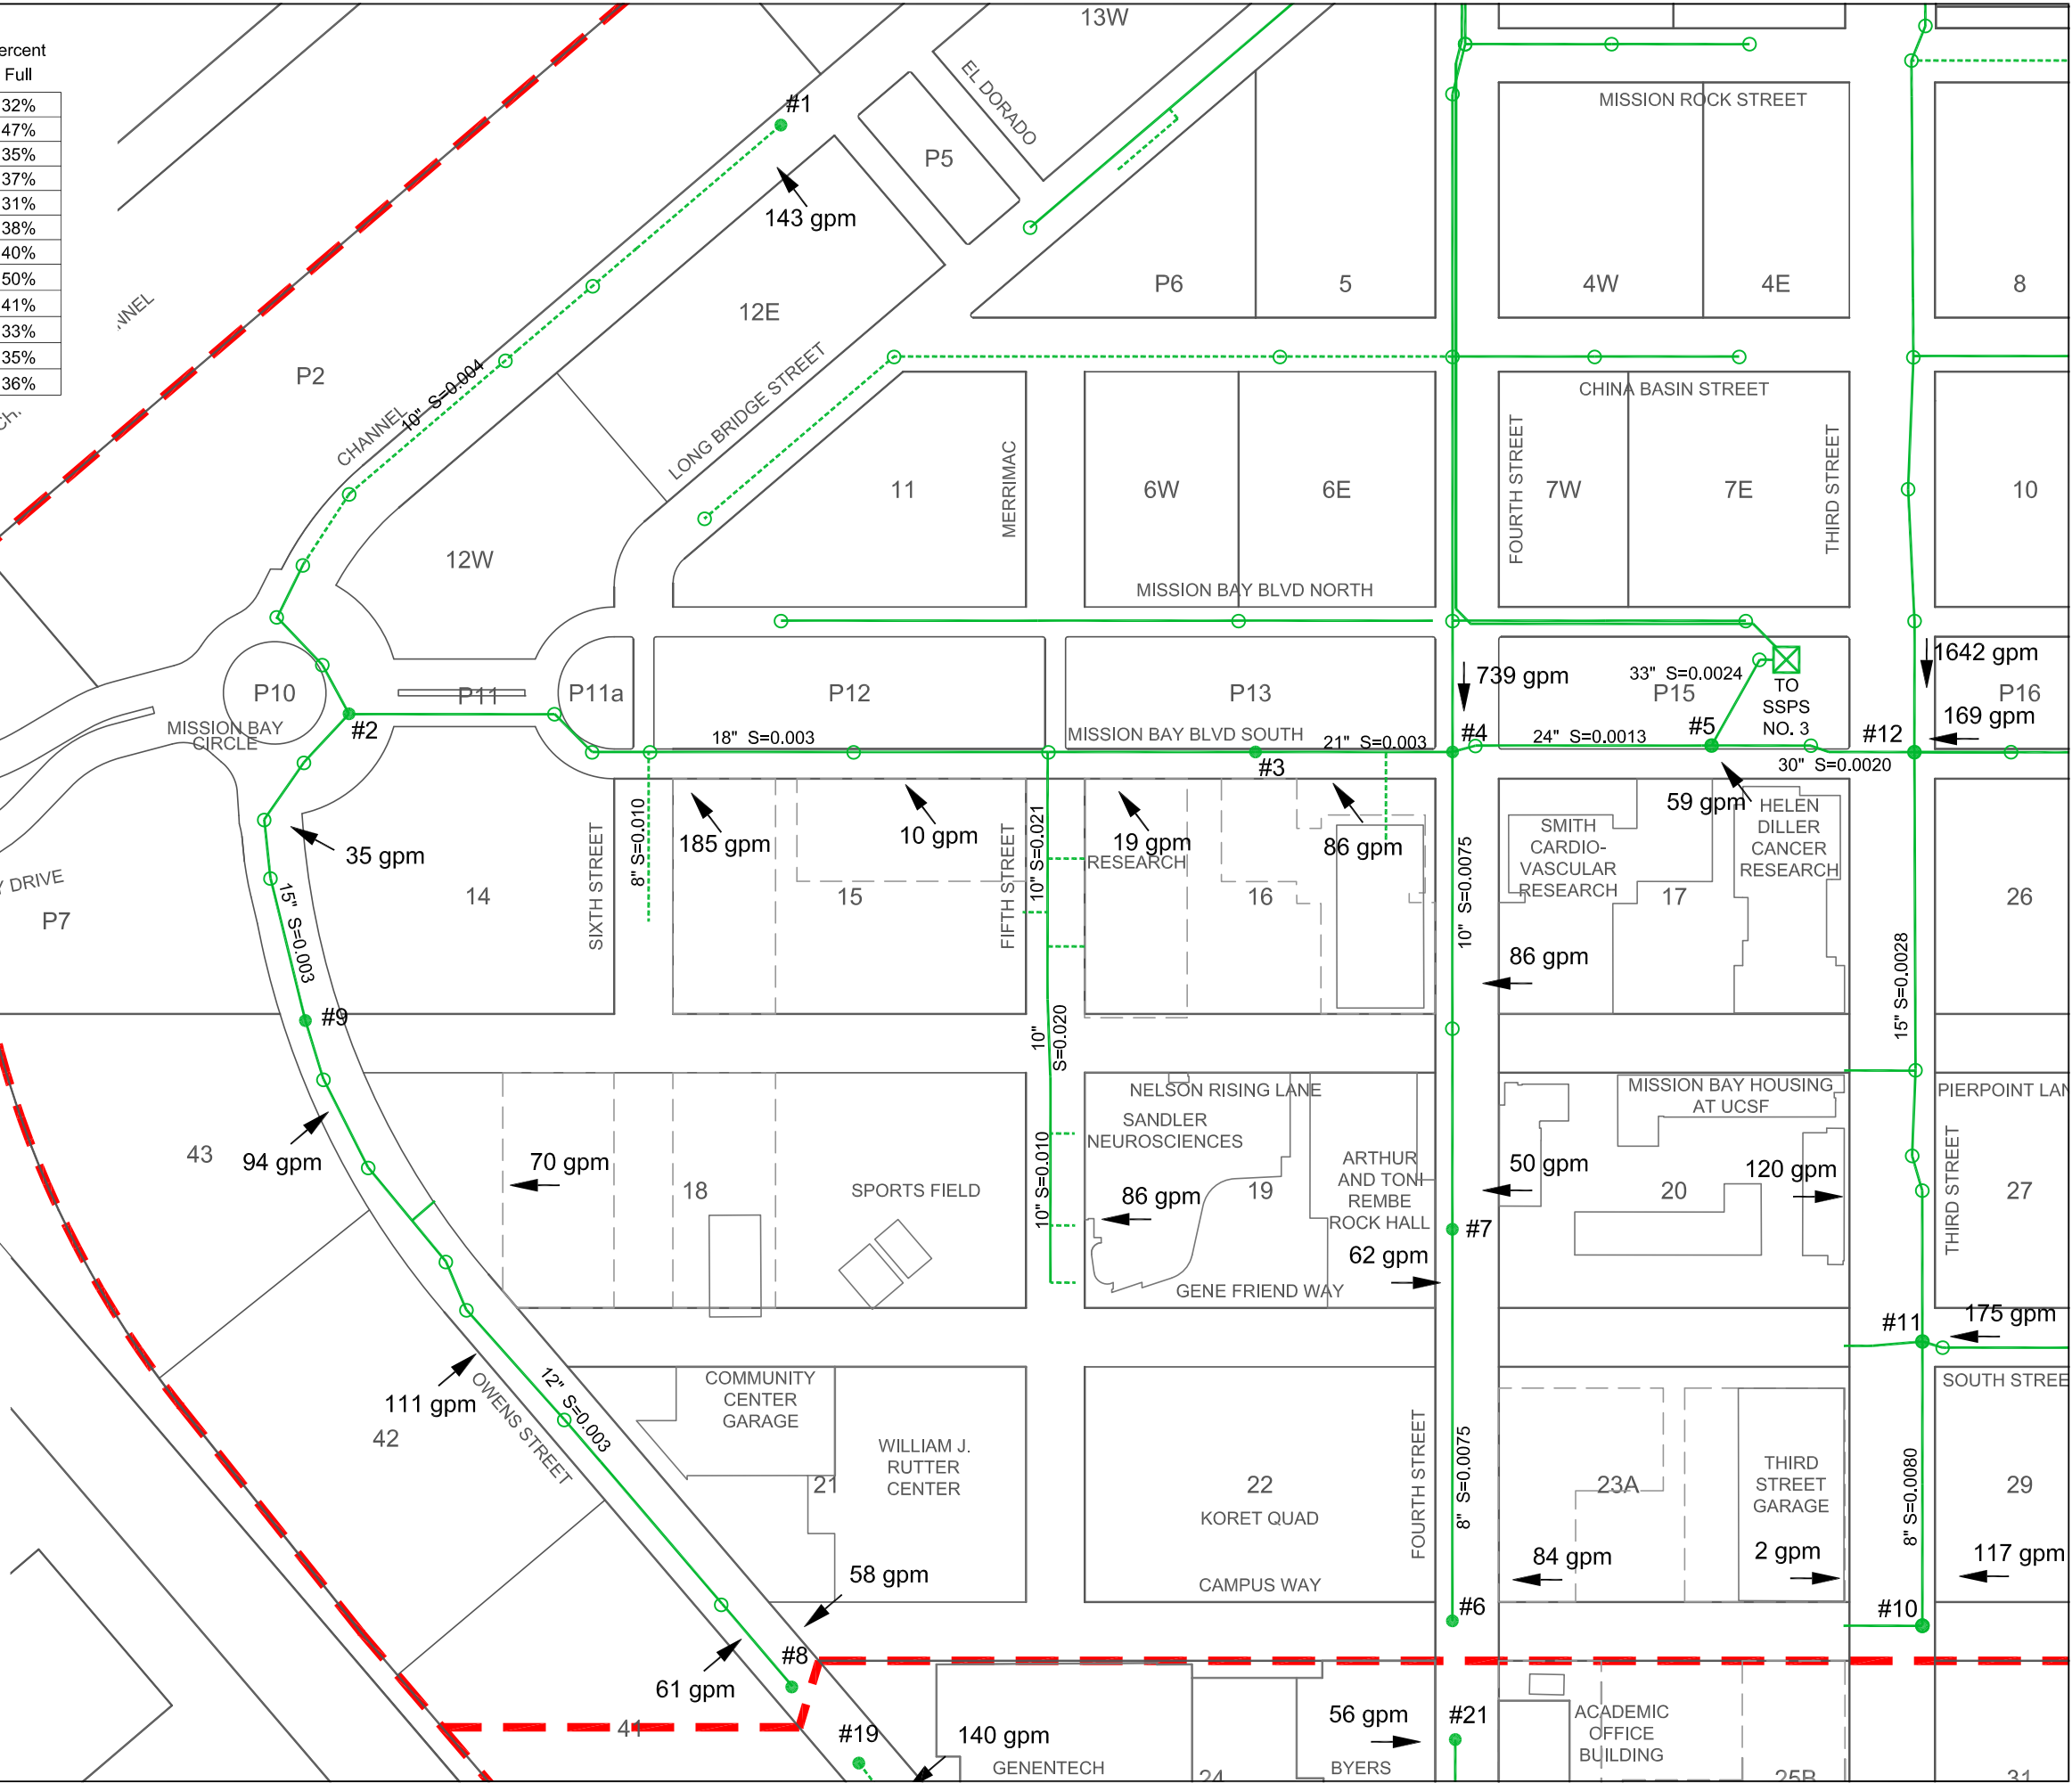 ercent
Full
32%
47%
35%
37%
31%
38%
40%
50%
41%
33%
35%
36%
13W
EL DORADO
#1
P5
143 gpm
MISSION ROCK STREET
P6
5
4W
4E
8
12E
NNEL
P2
10" S=0.004
CHANNEL
LONG BRIDGE STREET
CHINA BASIN STREET
11
MERRIMAC
6W
6E
FOURTH STREET
7W
7E
THIRD STREET
10
12W
MISSION BAY BLVD NORTH
P10
P11
P11a
P12
P13
739 gpm
33" S=0.0024
P15
TO
SSPS
NO. 3
1642 gpm
P16
169 gpm
MISSION BAY
CIRCLE
#2
18" S=0.003
MISSION BAY BLVD SOUTH
21" S=0.003
#4
24" S=0.0013
#5
#12
#3
30" S=0.0020
59 gpm
35 gpm
8" S=0.010
185 gpm
10 gpm
10" S=0.021
19 gpm
RESEARCH
86 gpm
10" S=0.0075
SMITH
CARDIO-
VASCULAR
RESEARCH
HELEN
DILLER
CANCER
RESEARCH
Y DRIVE
P7
15" S=0.003
14
SIXTH STREET
15
FIFTH STREET
16
17
26
86 gpm
15" S=0.0028
#9
10"
S=0.020
NELSON RISING LANE
SANDLER
NEUROSCIENCES
MISSION BAY HOUSING
AT UCSF
PIERPOINT LAN
43
94 gpm
70 gpm
18
SPORTS FIELD
10" S=0.010
86 gpm
19
ARTHUR
AND TONI
REMBE
ROCK HALL
50 gpm
20
120 gpm
THIRD STREET
27
#7
62 gpm
GENE FRIEND WAY
#11
175 gpm
111 gpm
42
OWENS STREET
12" S=0.003
COMMUNITY
CENTER
GARAGE
WILLIAM J.
RUTTER
CENTER
21
22
KORET QUAD
FOURTH STREET
8" S=0.0075
23A
THIRD
STREET
GARAGE
8" S=0.0080
SOUTH STREE
29
58 gpm
CAMPUS WAY
84 gpm
2 gpm
117 gpm
#6
#10
#8
61 gpm
41
#19
140 gpm
GENENTECH
24
56 gpm
BYERS
#21
ACADEMIC
OFFICE
BUILDING
25B
31